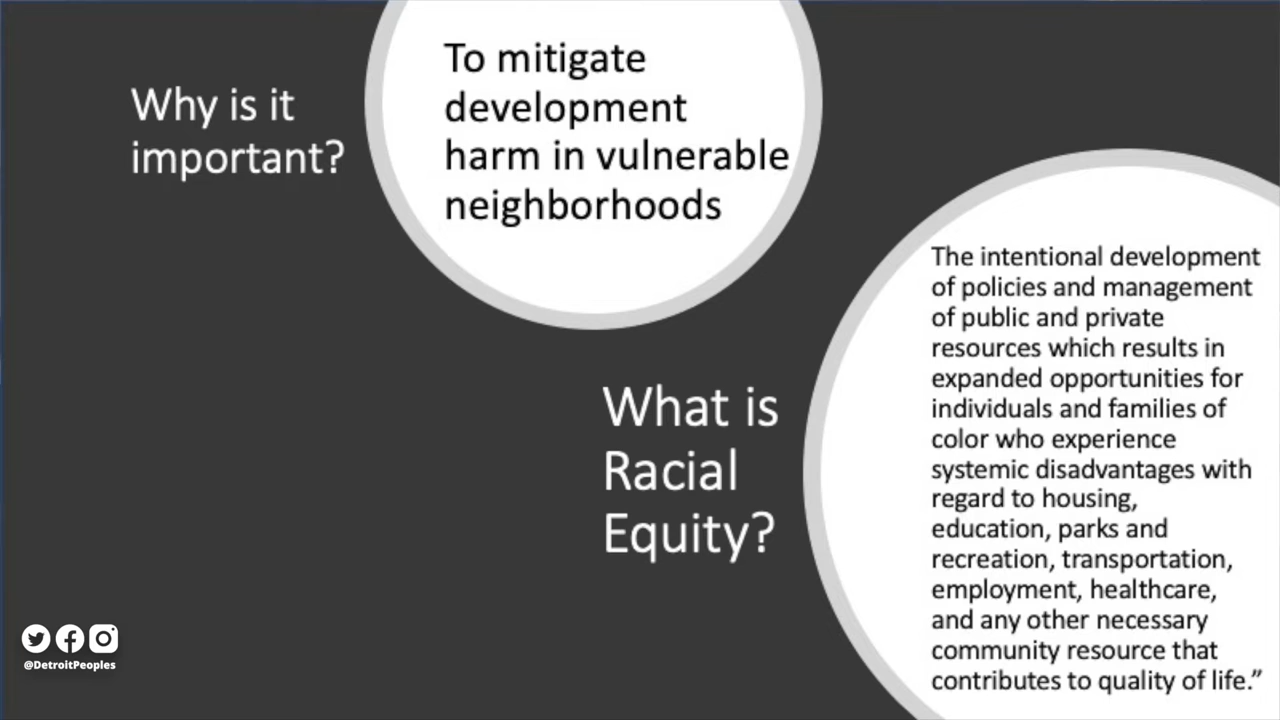 Why is it
important?
To mitigate
development
harm in vulnerable
neighborhoods
What is
Racial
Equity?
The intentional development
of policies and management
of public and private
resources which results in
expanded opportunities for
individuals and families of
color who experience
systemic disadvantages with
regard to housing,
education, parks and
recreation, transportation,
employment, healthcare,
and any other necessary
community resource that
contributes to quality of life.”
@DetroitPeoples